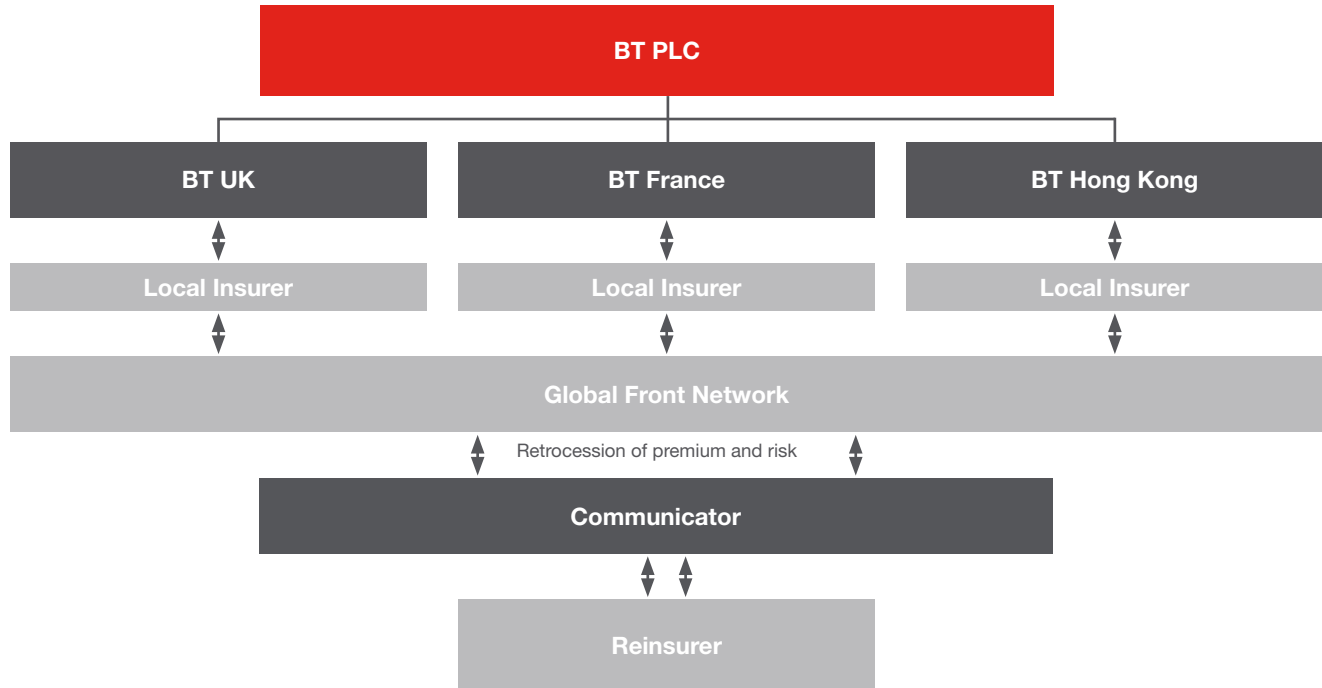 BT PLC
BT UK
BT France
BT Hong Kong
Local Insurer
Local Insurer
Local Insurer
Global Front Network
Retrocession of premium and risk
Communicator
Reinsurer